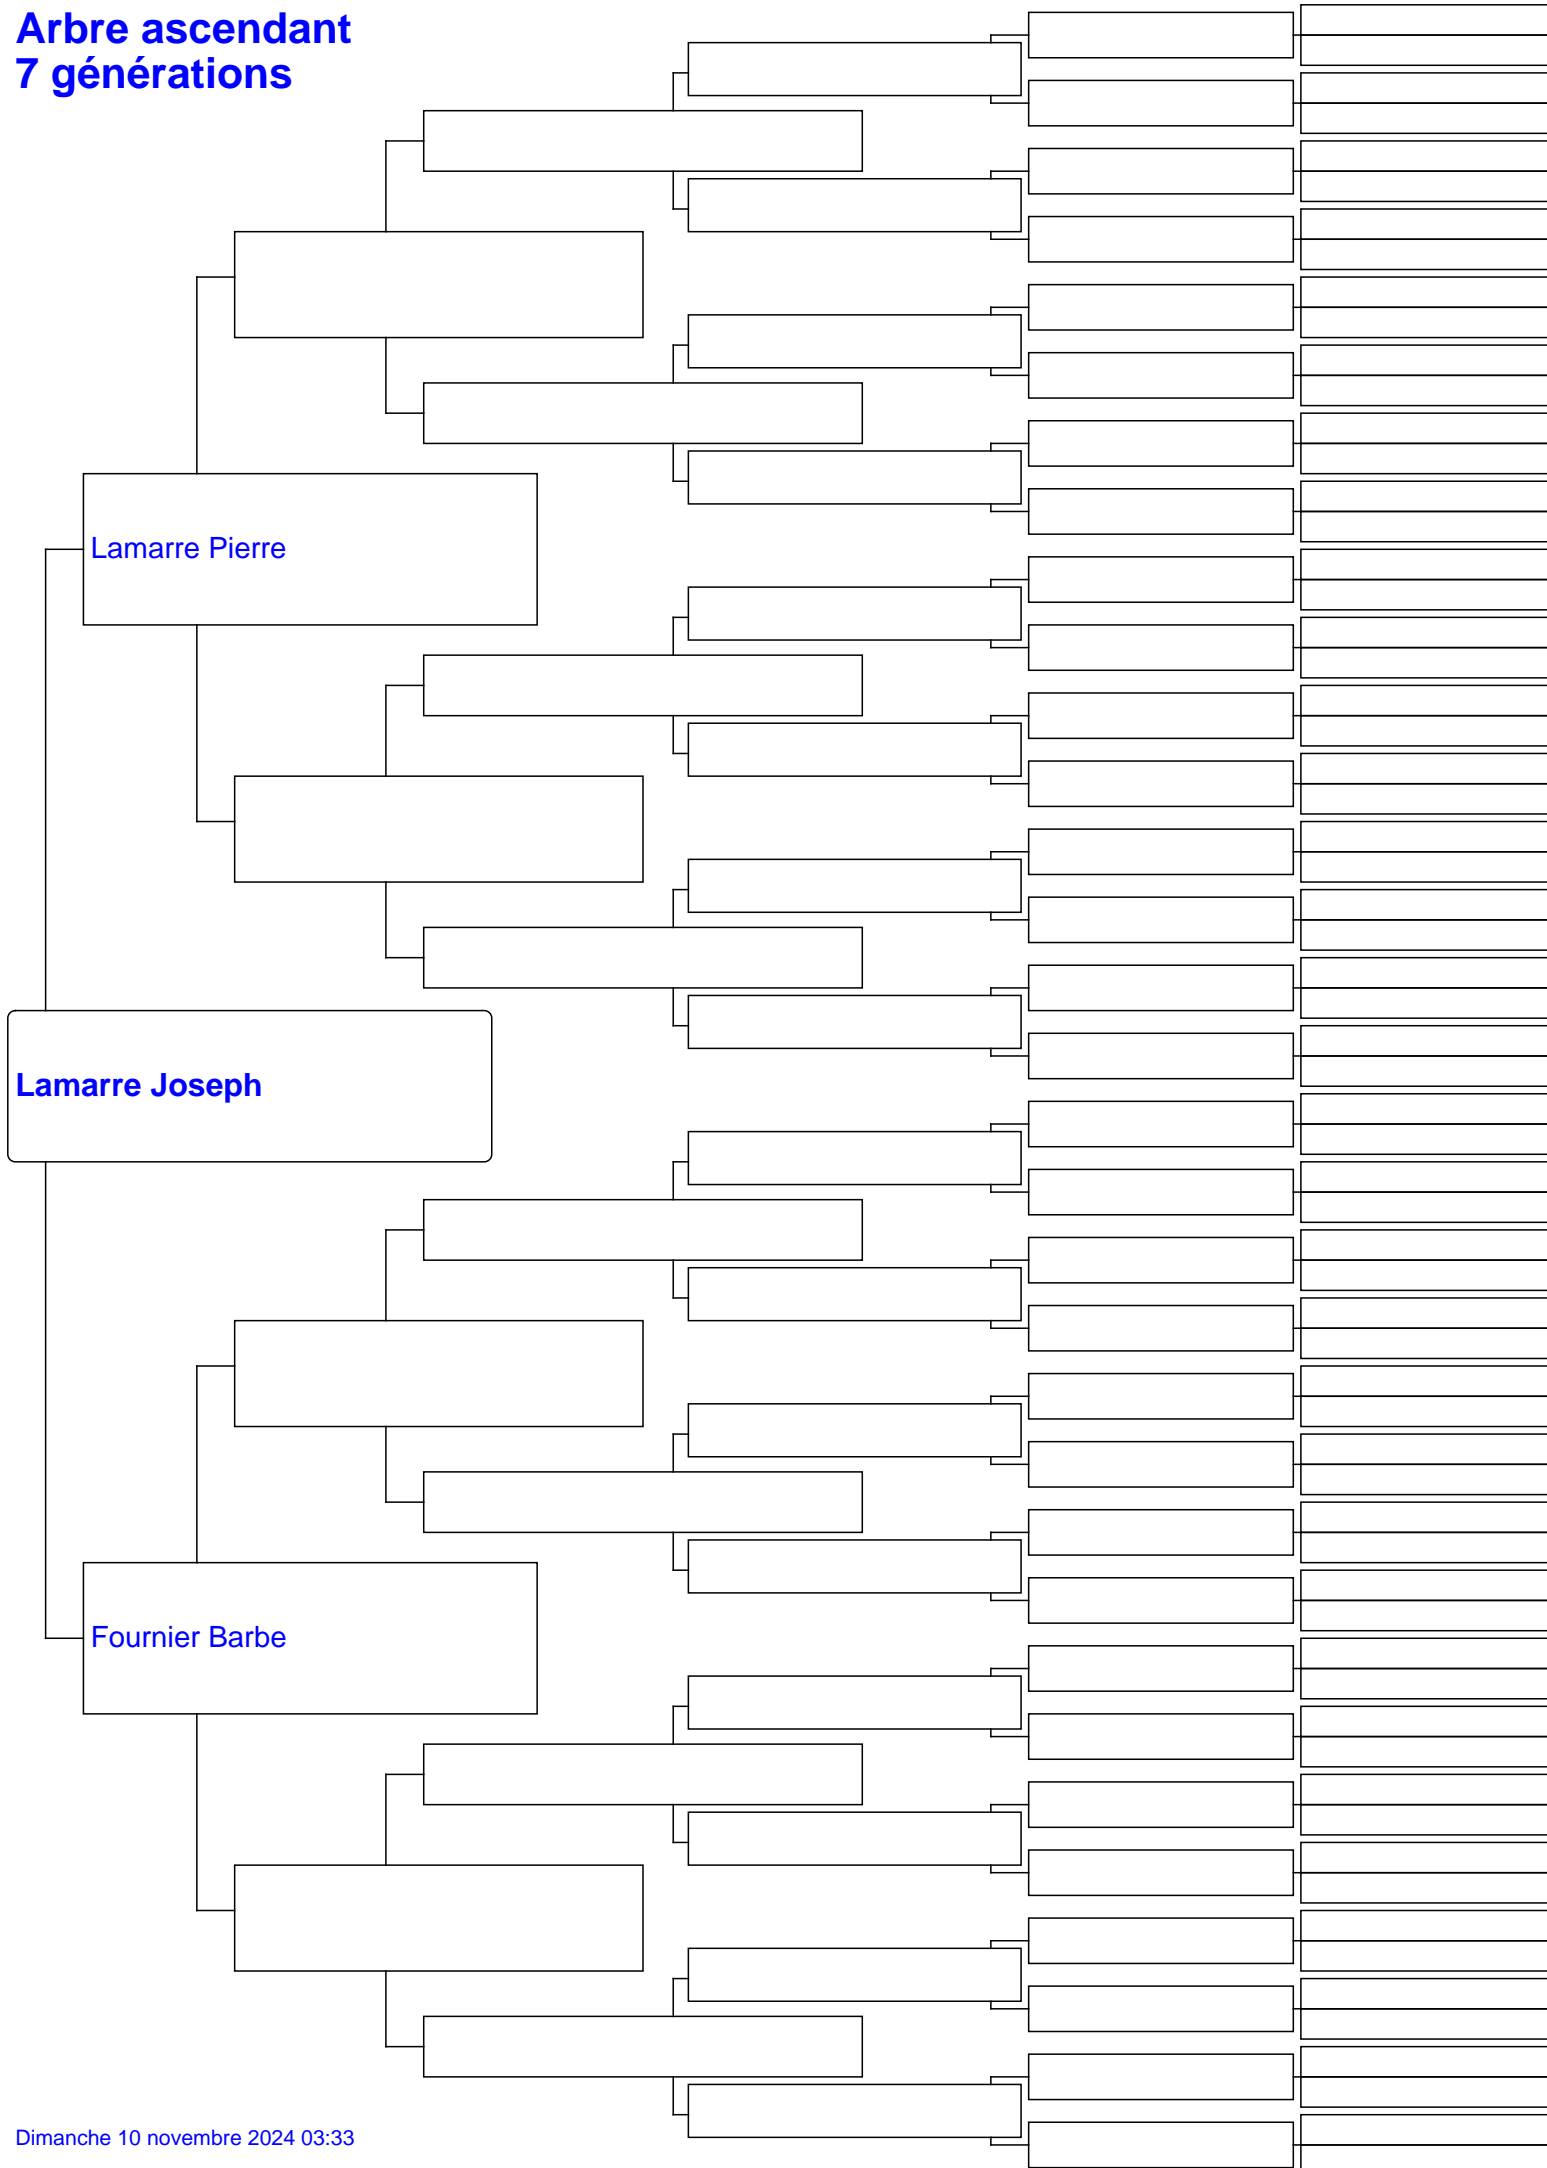 Arbre ascendant
7 générations
Lamarre Pierre
Lamarre Joseph
Fournier Barbe
Dimanche 10 novembre 2024 03:33